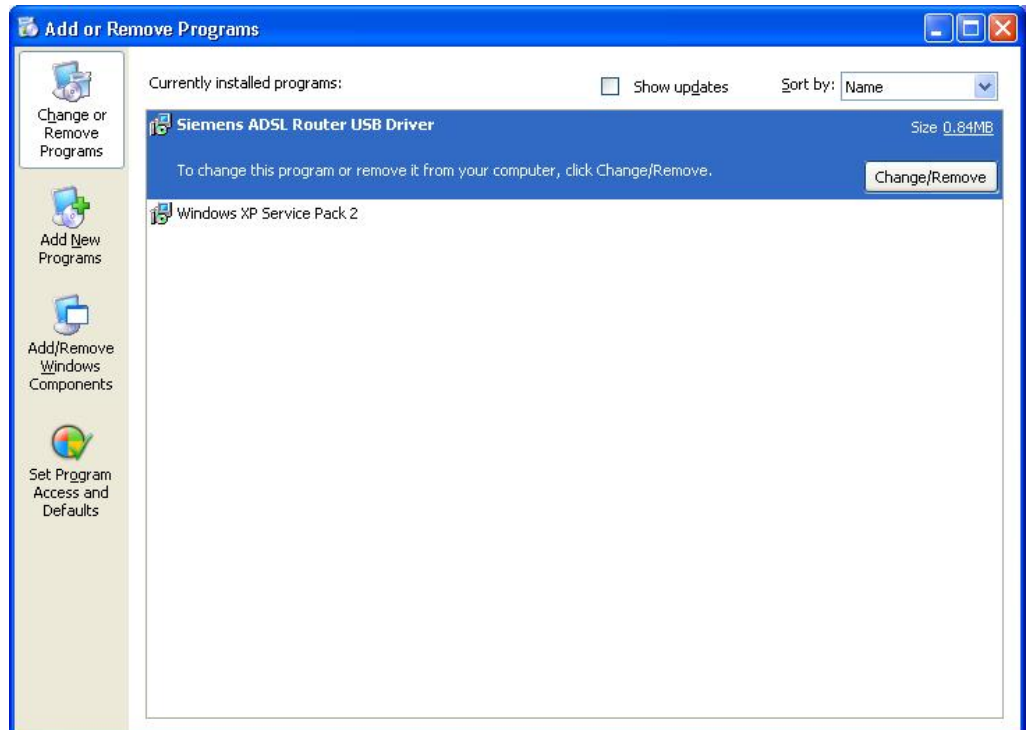 Add or Remove Programs
Change or
Remove
Programs
Add New
Programs
Add/Remove
Windows
Components
Set Program
Access and
Defaults
Currently installed programs:
Show updates
Sort by: Name
Siemens ADSL Router USB Driver
Size 0.84MB
To change this program or remove it from your computer, click Change/Remove.
Change/Remove
Windows XP Service Pack 2